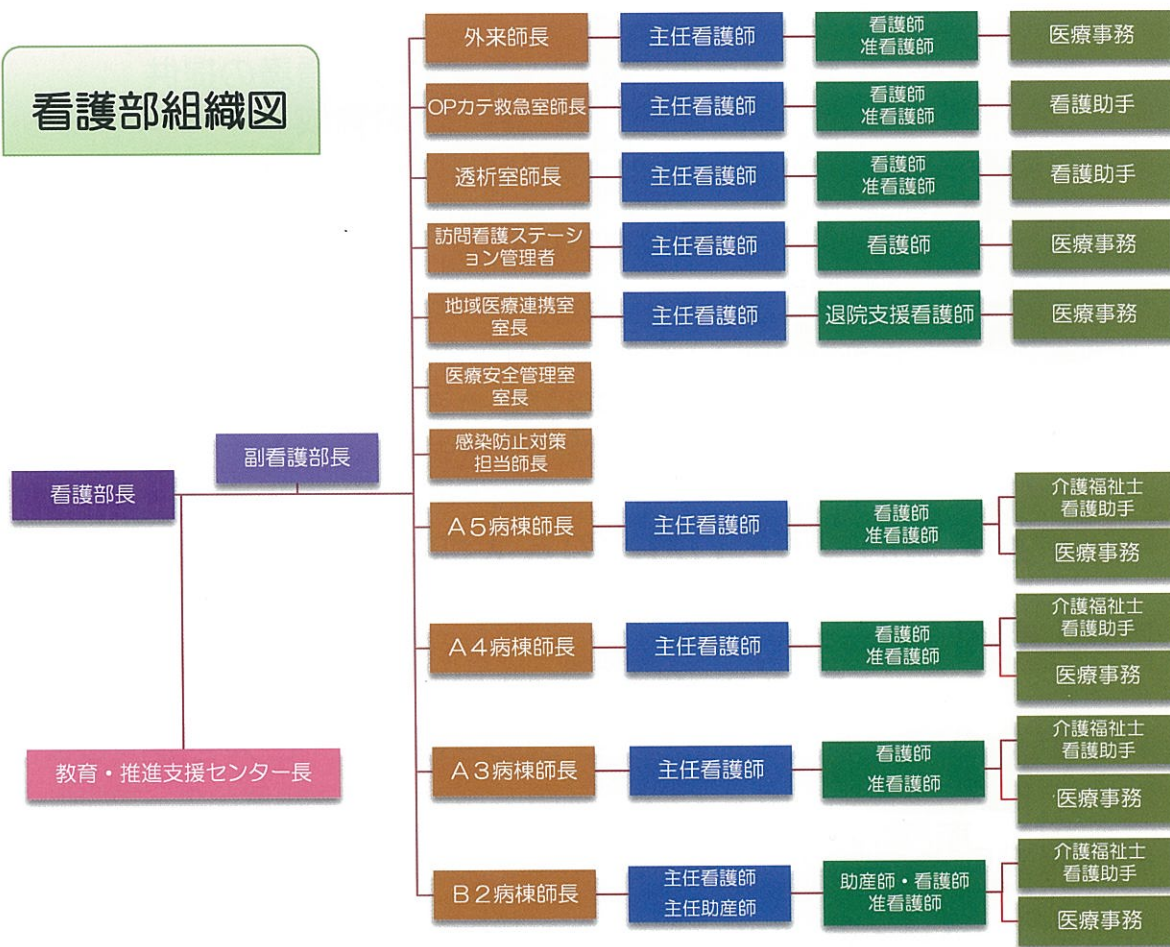 看護部組織図
外来師長
主任看護師
看護師
准看護師
医療事務
OPカテ救急室師長
主任看護師
看護師
准看護師
看護助手
透析室師長
主任看護師
看護師
准看護師
看護助手
訪問看護ステーシ
ョン管理者
主任看護師
看護師
医療事務
地域医療連携室
室長
主任看護師
退院支援看護師
医療事務
医療安全管理室
室長
感染防止対策
担当師長
副看護部長
看護部長
A5病棟師長
主任看護師
看護師
准看護師
介護福祉士
看護助手
医療事務
A4病棟師長
主任看護師
看護師
准看護師
介護福祉士
看護助手
医療事務
教育・推進支援センター長
A3病棟師長
主任看護師
看護師
准看護師
介護福祉士
看護助手
医療事務
B2病棟師長
主任看護師
主任助産師
助産師・看護師
准看護師
介護福祉士
看護助手
医療事務